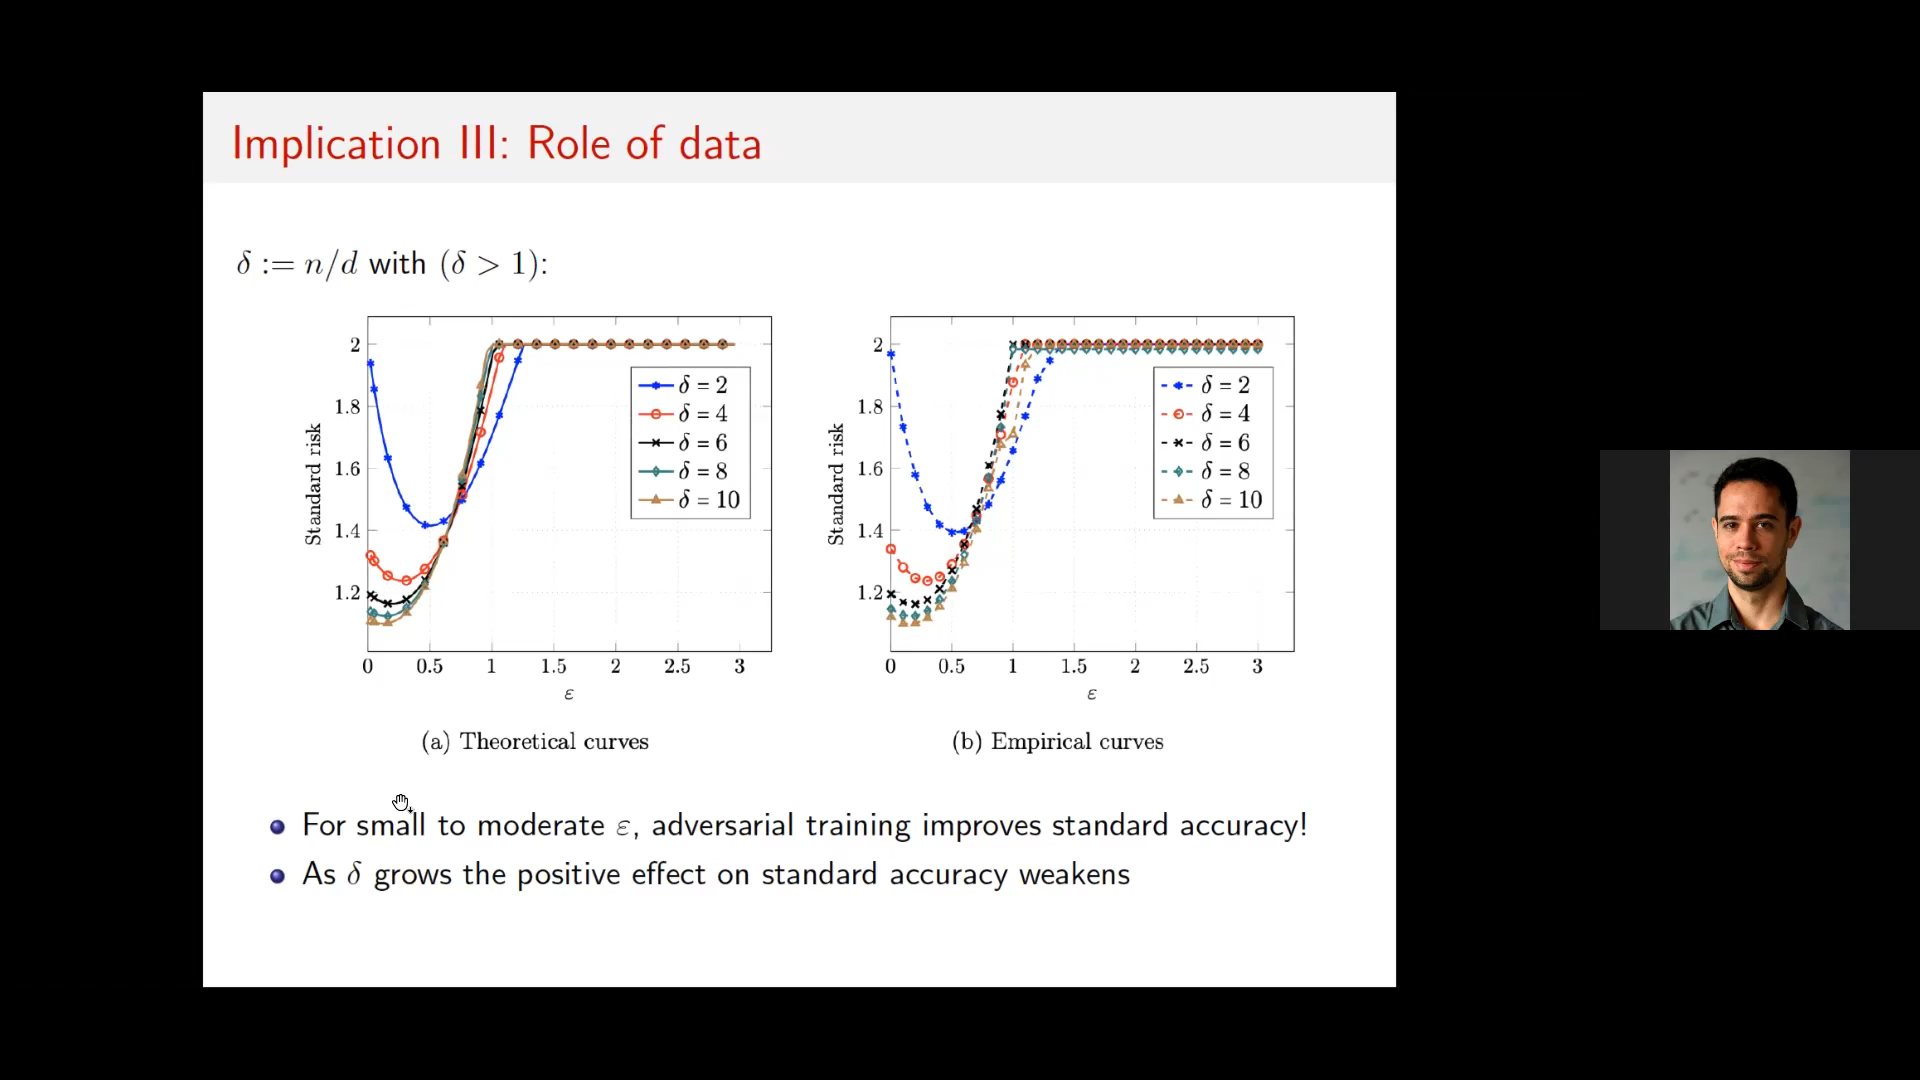 Implication III: Role of data
δ := n/d with (δ > 1):
2
1.8
1.6
1.4
1.2
Standard risk
0 0.5 1 1.5 2 2.5 3
ε
δ = 2
δ = 4
δ = 6
δ = 8
δ = 10
(a) Theoretical curves
2
1.8
1.6
1.4
1.2
Standard risk
0 0.5 1 1.5 2 2.5 3
ε
δ = 2
δ = 4
δ = 6
δ = 8
δ = 10
(b) Empirical curves
For small to moderate ε, adversarial training improves standard accuracy!
As δ grows the positive effect on standard accuracy weakens